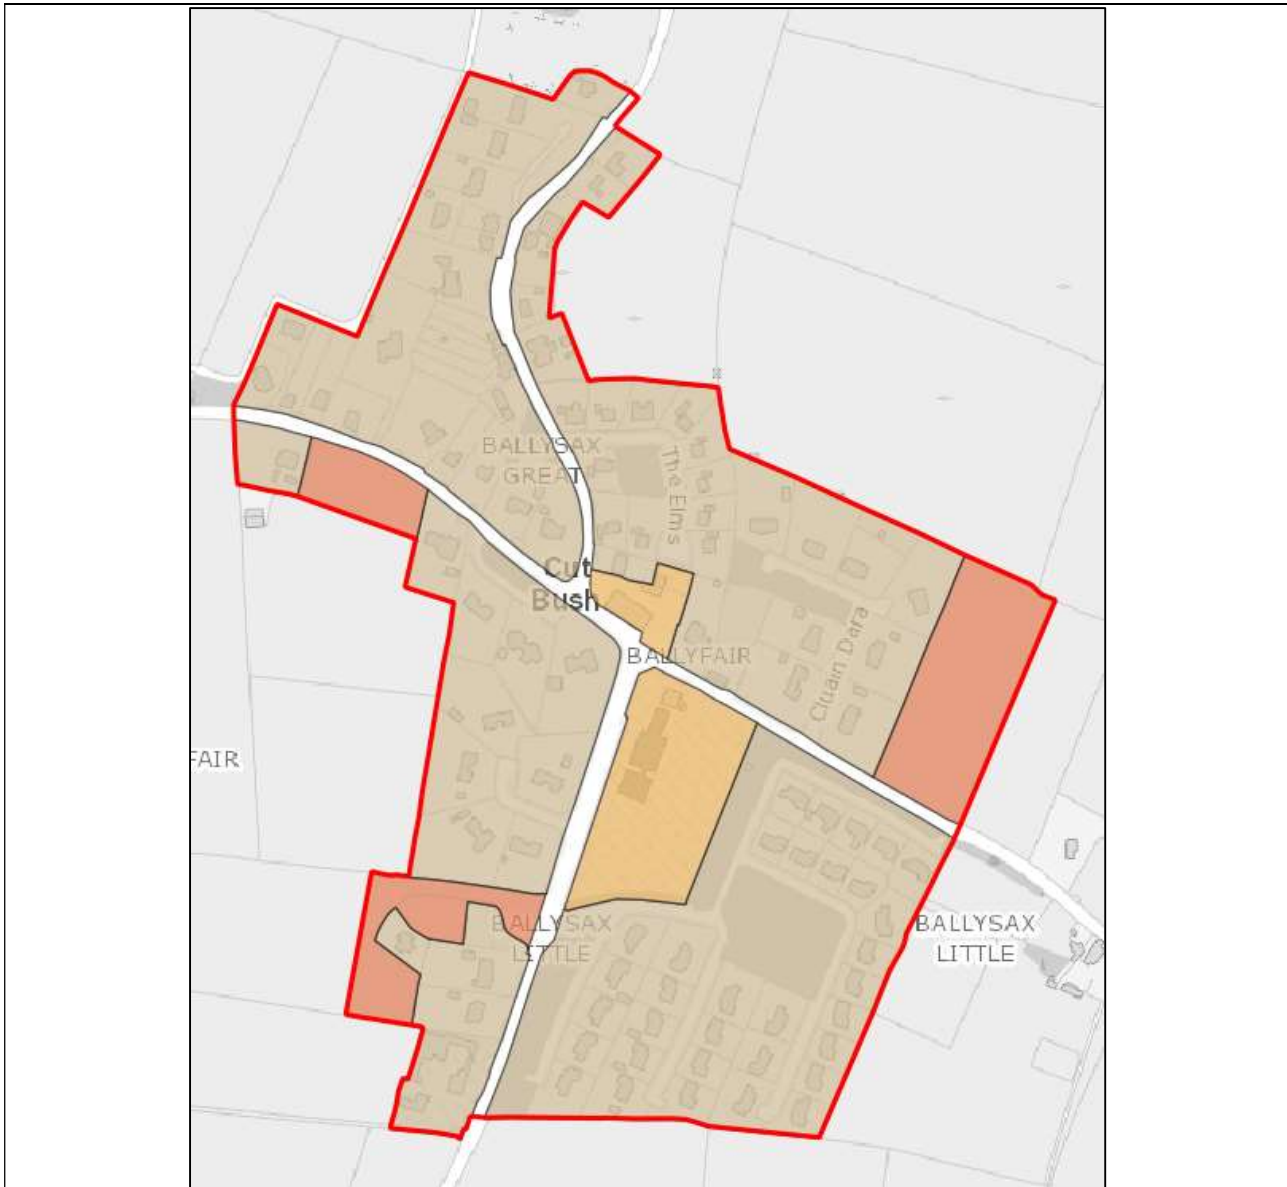 BALLYSAX
GREAT
The Elms
Cut
Bush
BALLYFAIR
Cluain Dara
FAIR
BALLYSAX
LITTLE
BALLYSAX
LITTLE